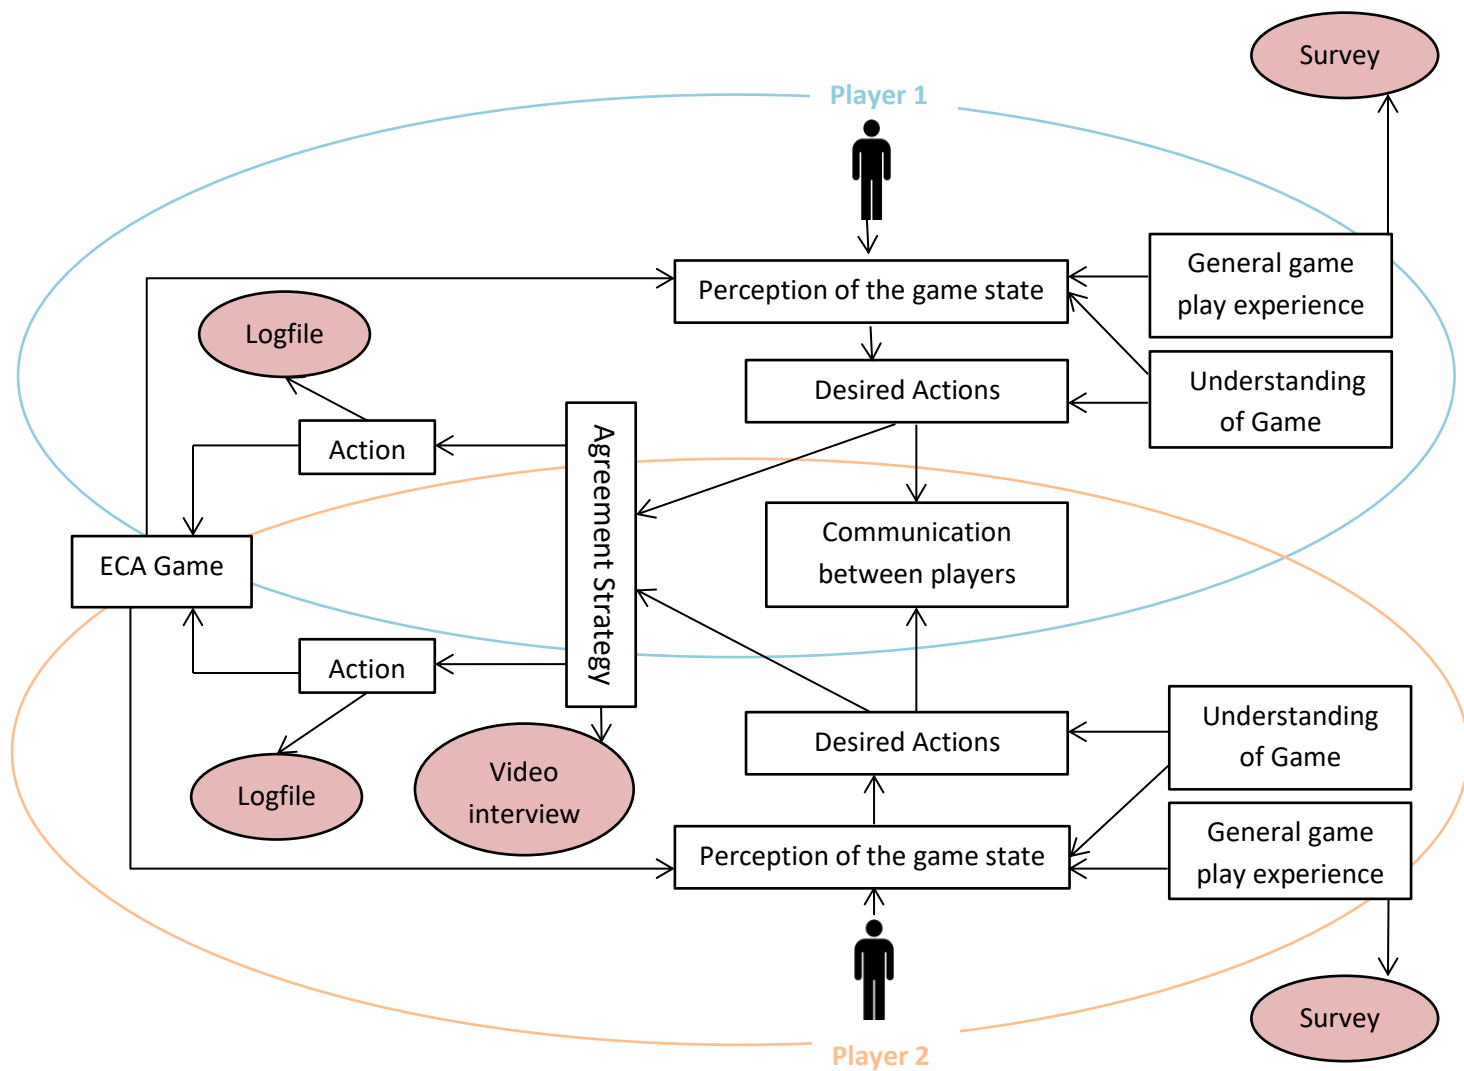 Survey
Player 1
General game
play experience
Perception of the game state
Logfile
Understanding
of Game
Desired Actions
Action
Agreement Strategy
Communication
between players
ECA Game
Action
Understanding
of Game
Desired Actions
Video
interview
Logfile
General game
play experience
Perception of the game state
Survey
Player 2